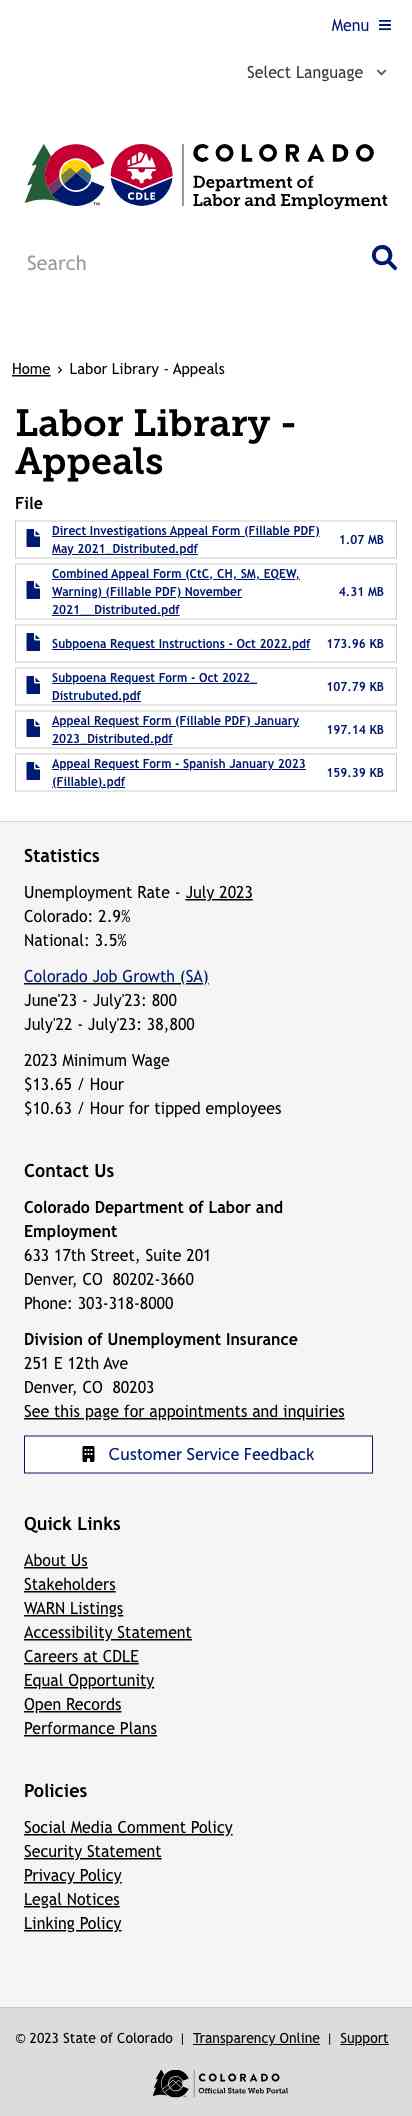 Menu
Select Language
CDLE
TM
COLORADO
Department of
Labor and Employment
Search
Home › Labor Library - Appeals
Labor Library -
Appeals
File
Direct Investigations Appeal Form (Fillable PDF)
May 2021_Distributed.pdf
1.07 MB
Combined Appeal Form (CtC, CH, SM, EQEW,
Warning) (Fillable PDF) November
2021__Distributed.pdf
4.31 MB
Subpoena Request Instructions - Oct 2022.pdf
173.96 KB
Subpoena Request Form - Oct 2022_
Distrubuted.pdf
107.79 KB
Appeal Request Form (Fillable PDF) January
2023_Distributed.pdf
197.14 KB
Appeal Request Form - Spanish January 2023
(Fillable).pdf
159.39 KB
Statistics
Unemployment Rate - July 2023
Colorado: 2.9%
National: 3.5%
Colorado Job Growth (SA)
June'23 - July'23: 800
July'22 - July'23: 38,800
2023 Minimum Wage
$13.65 / Hour
$10.63 / Hour for tipped employees
Contact Us
Colorado Department of Labor and
Employment
633 17th Street, Suite 201
Denver, CO 80202-3660
Phone: 303-318-8000
Division of Unemployment Insurance
251 E 12th Ave
Denver, CO 80203
See this page for appointments and inquiries
Customer Service Feedback
Quick Links
About Us
Stakeholders
WARN Listings
Accessibility Statement
Careers at CDLE
Equal Opportunity
Open Records
Performance Plans
Policies
Social Media Comment Policy
Security Statement
Privacy Policy
Legal Notices
Linking Policy
© 2023 State of Colorado | Transparency Online | Support
COLORADO
Official State Web Portal